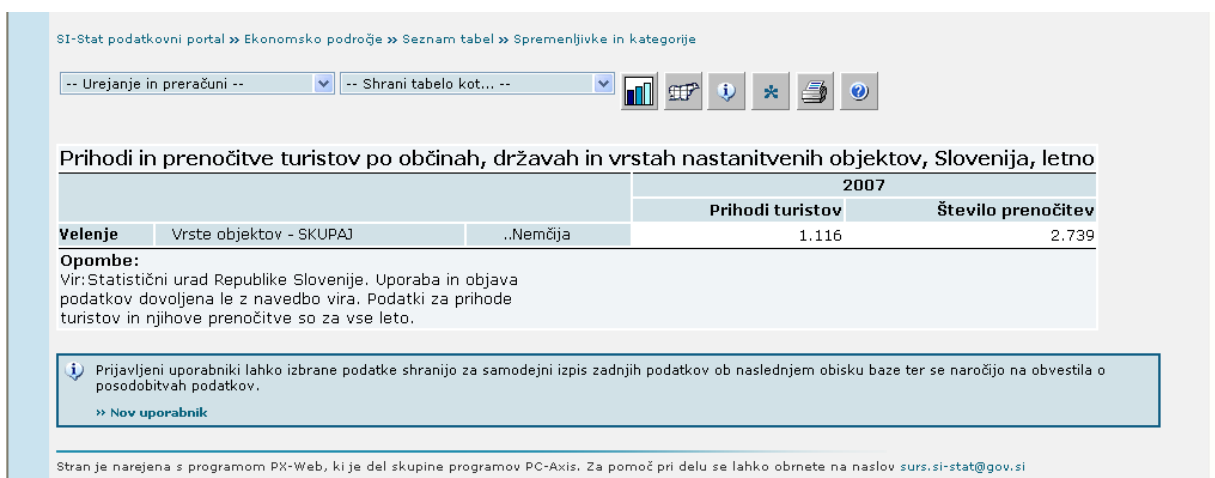 SI-Stat podatkovni portal » Ekonomsko področje » Seznam tabel » Spremenljivke in kategorije
-- Urejanje in preračuni -- -- Shrani tabelo kot... --
Prihodi in prenočitve turistov po občinah, državah in vrstah nastanitvenih objektov, Slovenija, letno
2007
Prihodi turistov Število prenočitev
Velenje Vrste objektov - SKUPAJ ..Nemčija 1.116 2.739
Opombe:
Vir:Statistični urad Republike Slovenije. Uporaba in objava
podatkov dovoljena le z navedbo vira. Podatki za prihode
turistov in njihove prenočitve so za vse leto.
Prijavljeni uporabniki lahko izbrane podatke shranijo za samodejni izpis zadnjih podatkov ob naslednjem obisku baze ter se naročijo na obvestila o
posodobitvah podatkov.
» Nov uporabnik
Stran je narejena s programom PX-Web, ki je del skupine programov PC-Axis. Za pomoč pri delu se lahko obrnete na naslov surs.si-stat@gov.si